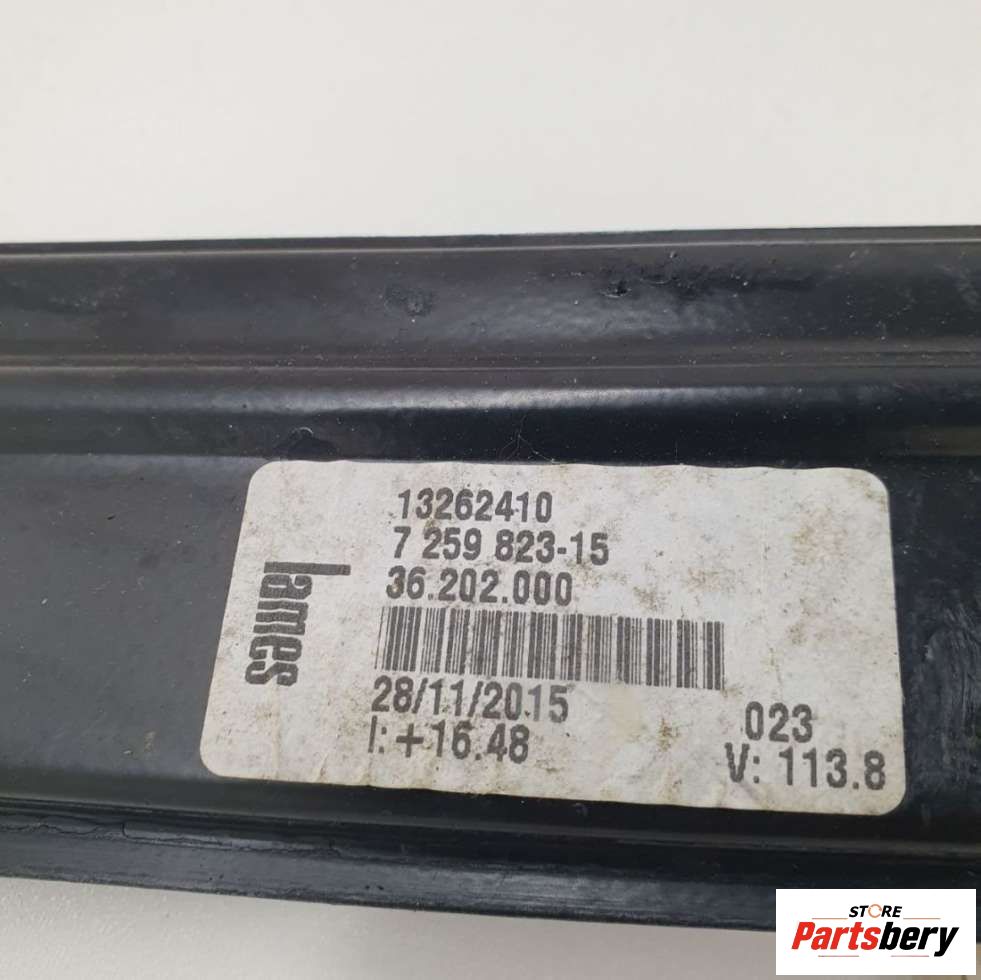 13262410
7 259 823-15
36.202.000
lames
28/11/2015
I: +16.48
023
V: 113.8
STORE
Partsbery